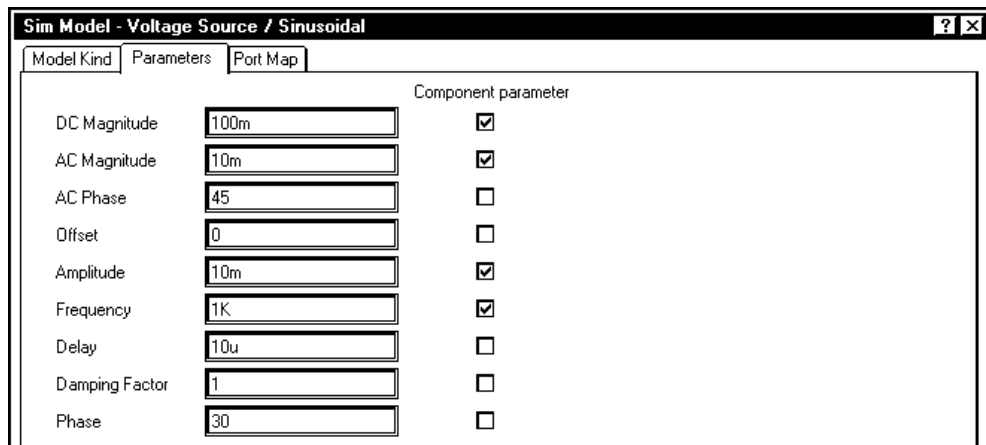 Sim Model - Voltage Source / Sinusoidal
Model Kind Parameters Port Map
Component parameter
DC Magnitude 100m
AC Magnitude 10m
AC Phase 45
Offset 0
Amplitude 10m
Frequency 1K
Delay 10u
Damping Factor 1
Phase 30